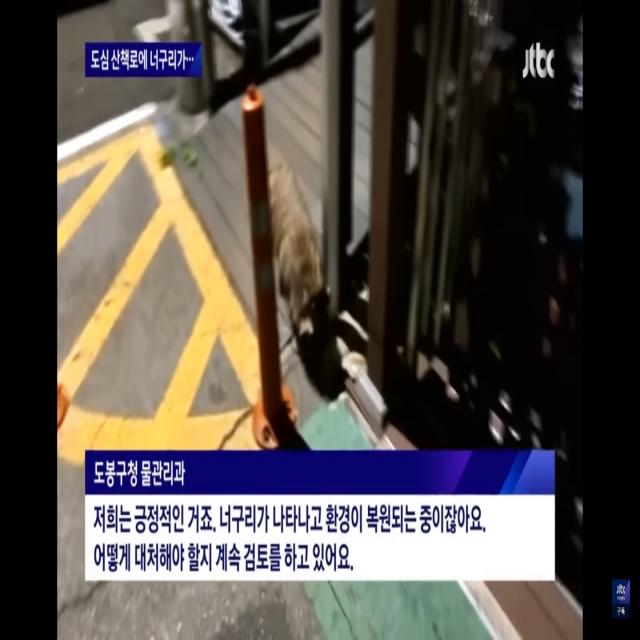 도심 산책로에 너구리가…
jtbc
도봉구청 물관리과
저희는 긍정적인 거죠. 너구리가 나타나고 환경이 복원되는 중이잖아요.
어떻게 대처해야 할지 계속 검토를 하고 있어요.
jtbc
구독